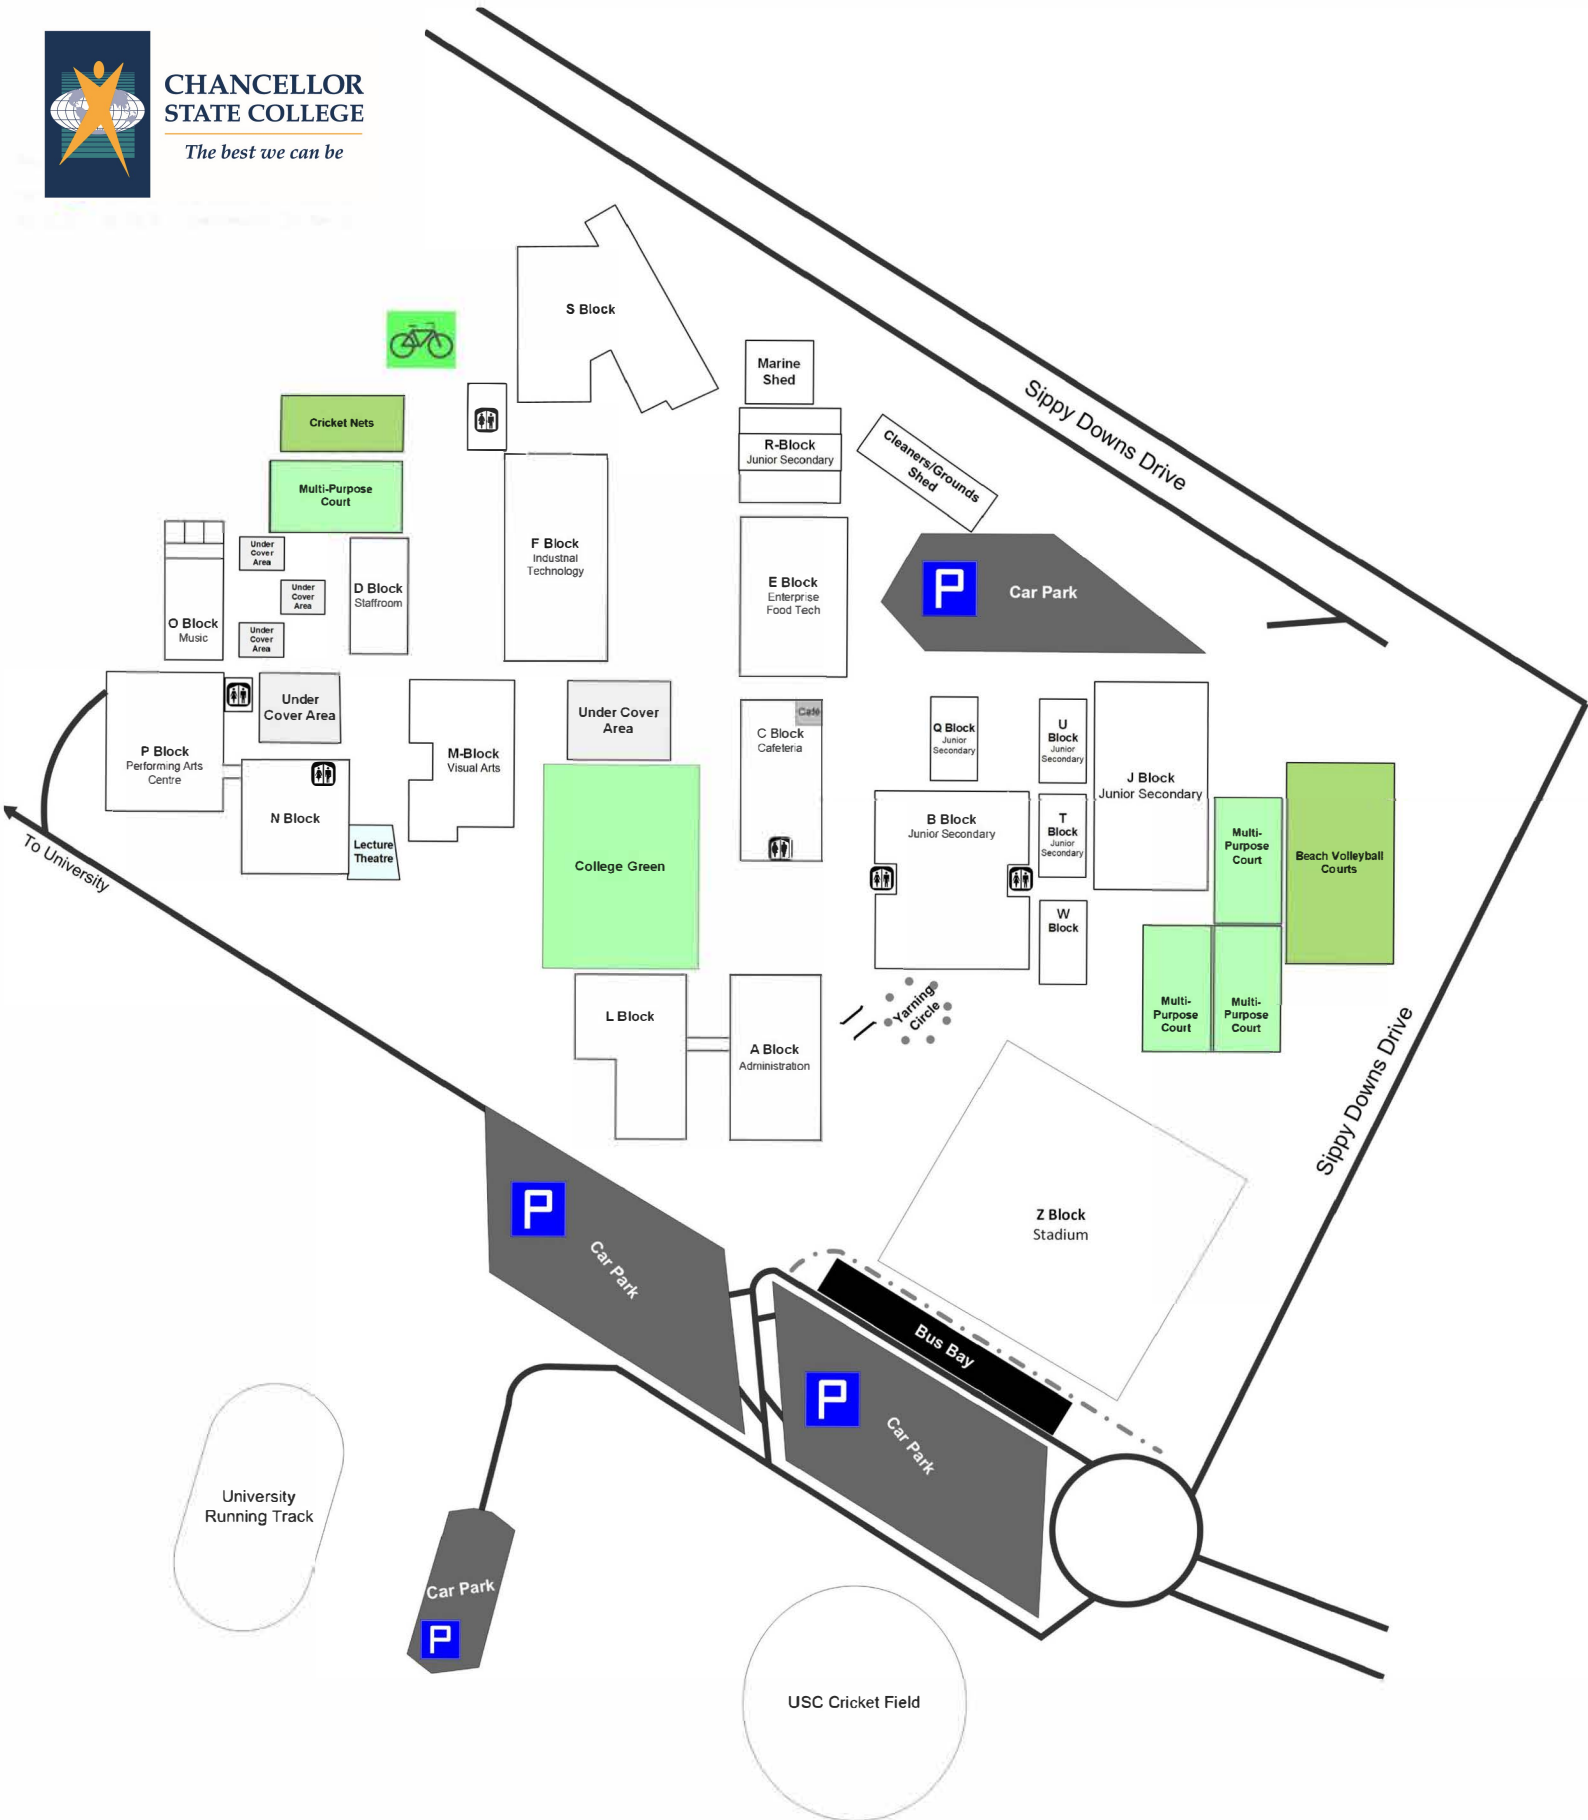 CHANCELLOR
STATE COLLEGE
The best we can be
S Block
Marine
Shed
Sippy Downs Drive
Cricket Nets
R-Block
Junior Secondary
Cleaners/Grounds
Shed
Multi-Purpose
Court
F Block
Industrial
Technology
Under
Cover
Area
Under
Cover
Area
Under
Cover
Area
D Block
Staffroom
E Block
Enterprise
Food Tech
P
Car Park
O Block
Music
Under
Cover Area
Under Cover
Area
Café
C Block
Cafeteria
Q Block
Junior
Secondary
U
Block
Junior
Secondary
P Block
Performing Arts
Centre
M-Block
Visual Arts
J Block
Junior Secondary
N Block
Lecture
Theatre
B Block
Junior Secondary
T
Block
Junior
Secondary
Multi-
Purpose
Court
Beach Volleyball
Courts
To University
College Green
W
Block
L Block
A Block
Administration
Yarning
Circle
Multi-
Purpose
Court
Multi-
Purpose
Court
Sippy Downs Drive
P
Car Park
Z Block
Stadium
Bus Bay
P
Car Park
University
Running Track
Car Park
P
USC Cricket Field